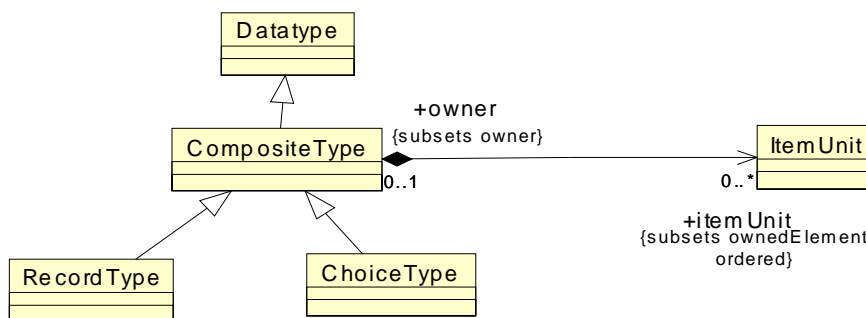 Datatype
+owner
{subsets owner}
CompositeType
ItemUnit
0..1
0..*
+itemUnit
{subsets ownedElement
ordered}
RecordType
ChoiceType